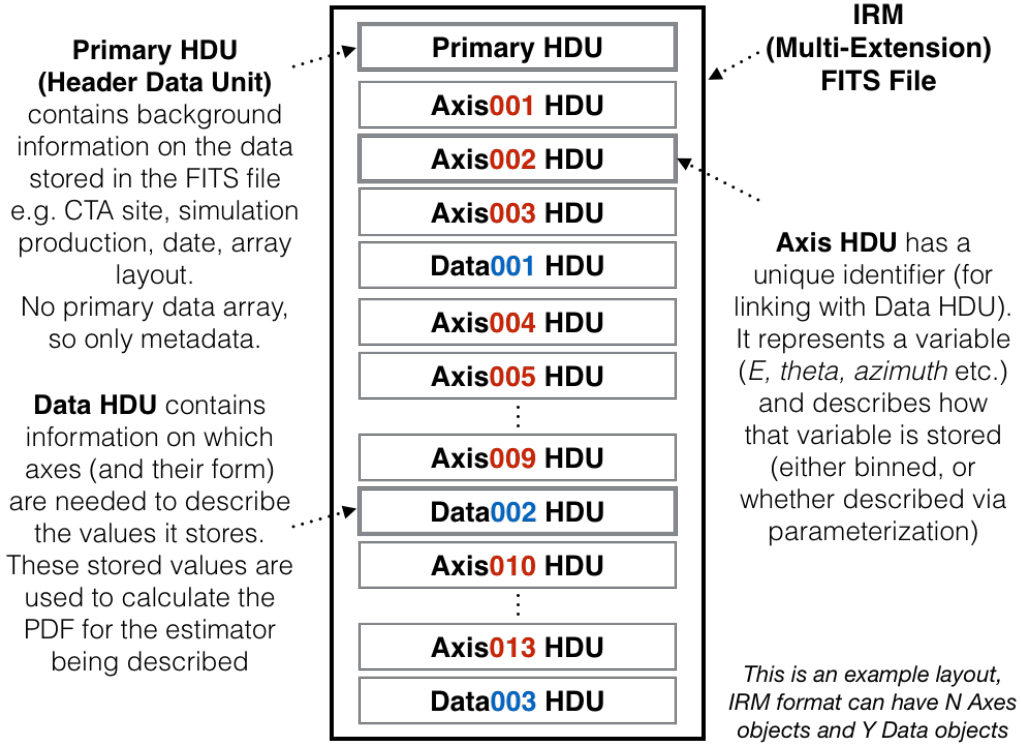 Primary HDU
(Header Data Unit)
contains background
information on the data
stored in the FITS file
e.g. CTA site, simulation
production, date, array
layout.
No primary data array,
so only metadata.
Data HDU contains
information on which
axes (and their form)
are needed to describe
the values it stores.
These stored values are
used to calculate the
PDF for the estimator
being described
Primary HDU
Axis001 HDU
Axis002 HDU
Axis003 HDU
Data001 HDU
Axis004 HDU
Axis005 HDU
Axis009 HDU
Data002 HDU
Axis010 HDU
Axis013 HDU
Data003 HDU
IRM
(Multi-Extension)
FITS File
Axis HDU has a
unique identifier (for
linking with Data HDU).
It represents a variable
(E, theta, azimuth etc.)
and describes how
that variable is stored
(either binned, or
whether described via
parameterization)
This is an example layout,
IRM format can have N Axes
objects and Y Data objects